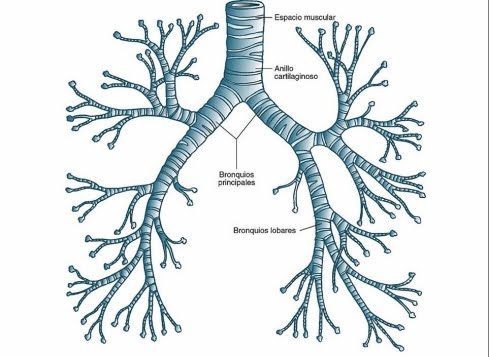 Espacio muscular
Anillo
cartilaginoso
Bronquios
principales
Bronquios lobares